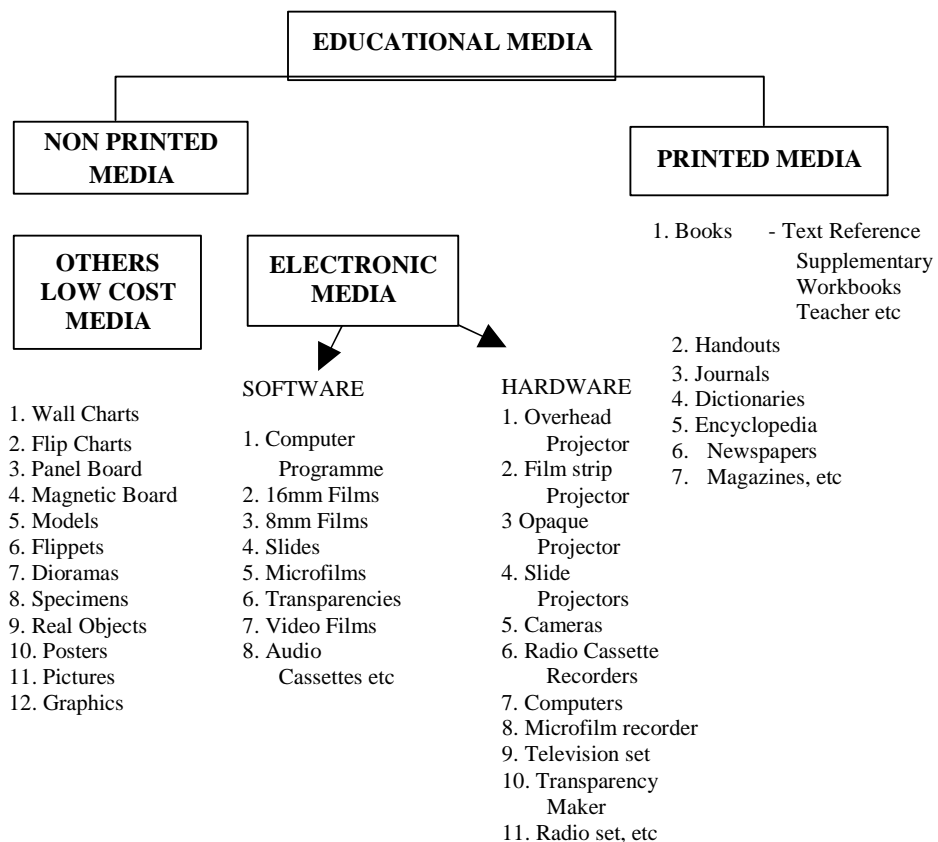 EDUCATIONAL MEDIA
NON PRINTED
MEDIA
PRINTED MEDIA
OTHERS
LOW COST
MEDIA
ELECTRONIC
MEDIA
1. Wall Charts
2. Flip Charts
3. Panel Board
4. Magnetic Board
5. Models
6. Flippets
7. Dioramas
8. Specimens
9. Real Objects
10. Posters
11. Pictures
12. Graphics
SOFTWARE
1. Computer
Programme
2. 16mm Films
3. 8mm Films
4. Slides
5. Microfilms
6. Transparencies
7. Video Films
8. Audio
Cassettes etc
HARDWARE
1. Overhead
Projector
2. Film strip
Projector
3 Opaque
Projector
4. Slide
Projectors
5. Cameras
6. Radio Cassette
Recorders
7. Computers
8. Microfilm recorder
9. Television set
10. Transparency
Maker
11. Radio set, etc
1. Books - Text Reference
Supplementary
Workbooks
Teacher etc
2. Handouts
3. Journals
4. Dictionaries
5. Encyclopedia
6. Newspapers
7. Magazines, etc